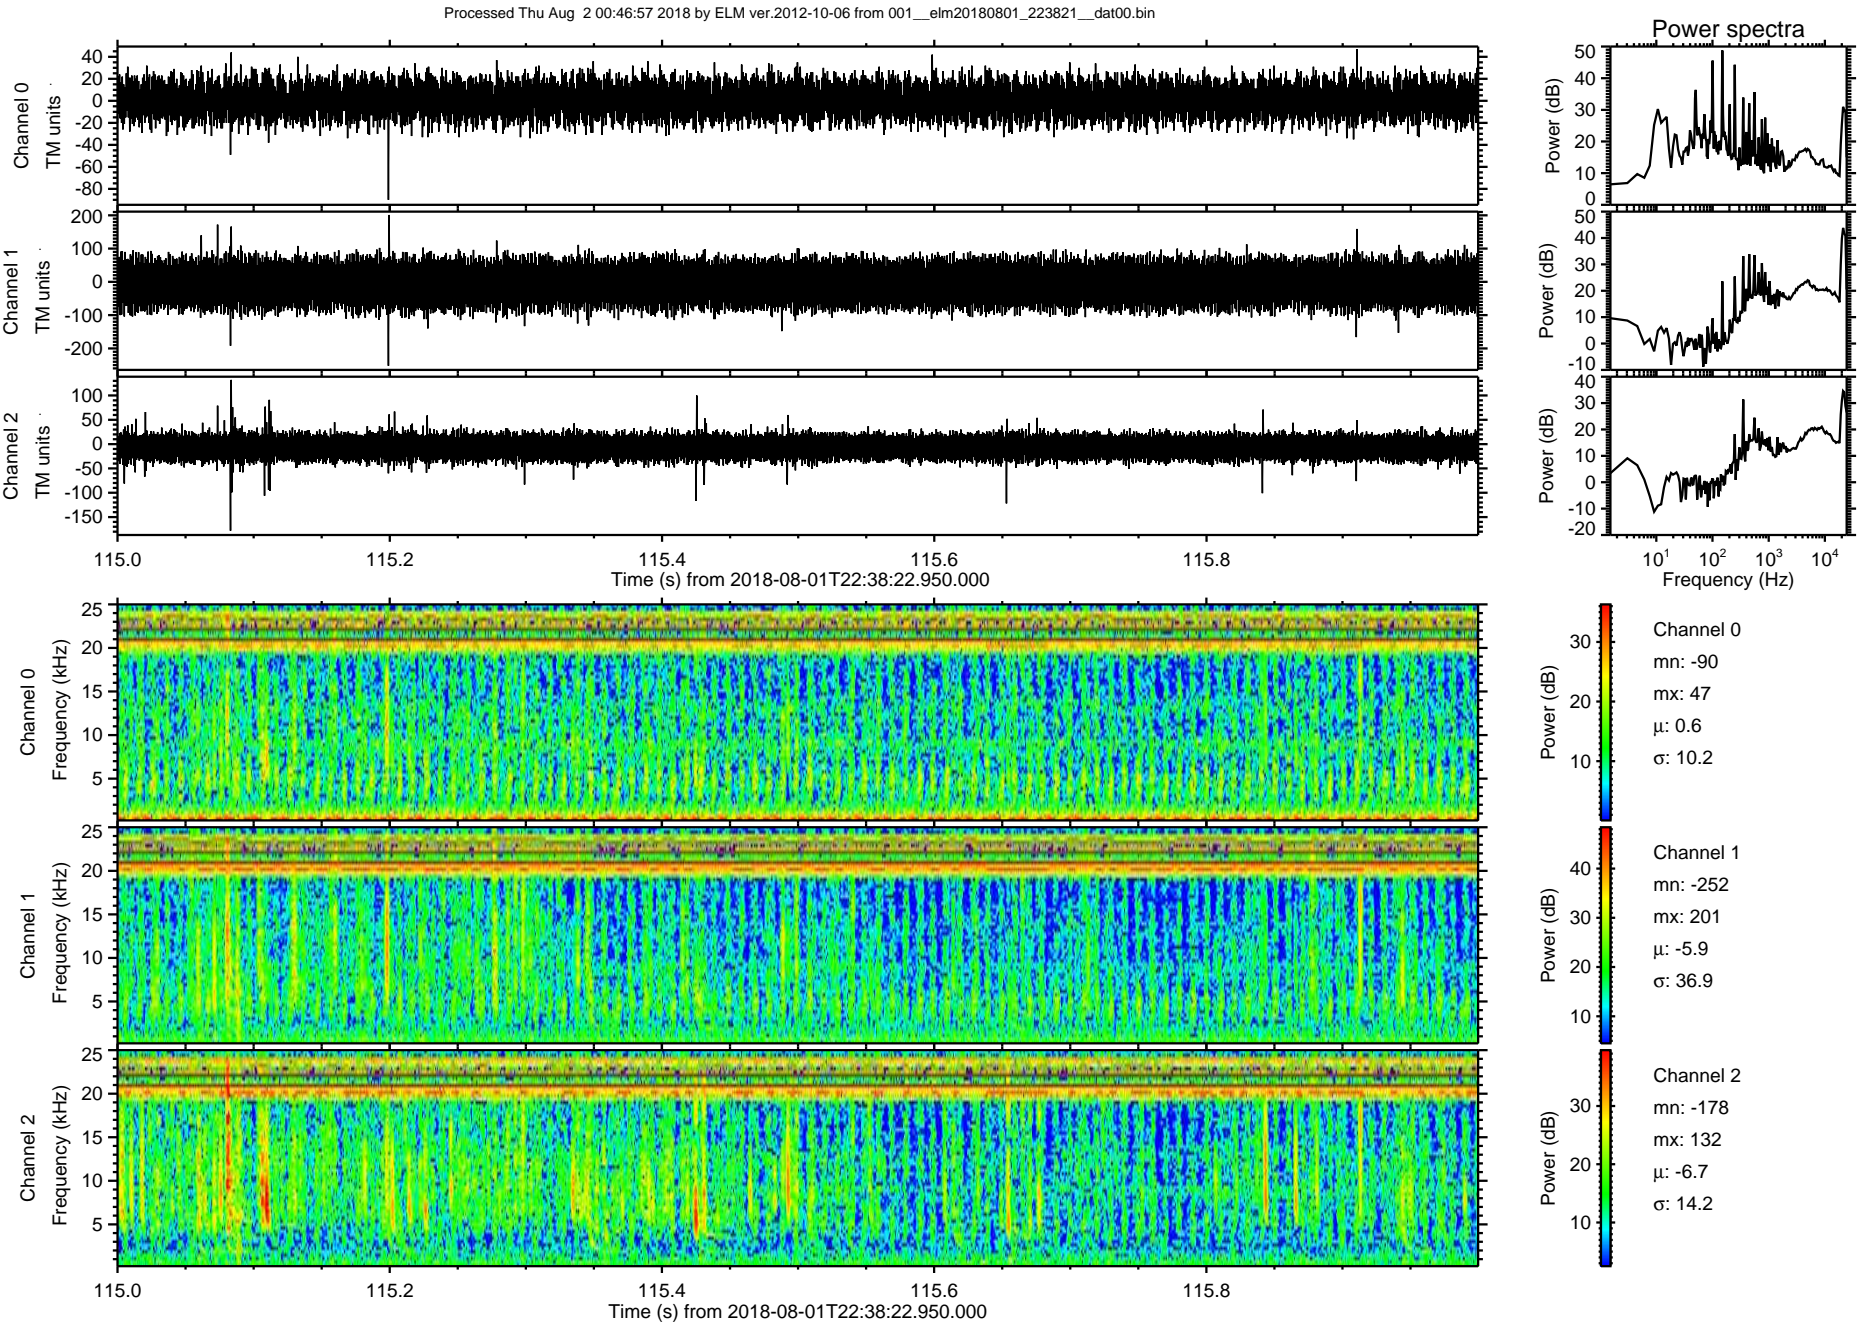 Processed Thu Aug  2 00:46:57 2018 by ELM ver.2012-10-06 from 001__elm20180801_223821__dat00.bin
Power spectra
Channel 0
TM units
40
20
0
-20
-40
-60
-80
Power (dB)
50
40
30
20
10
0
Channel 1
TM units
200
100
0
-100
-200
Power (dB)
50
40
30
20
10
0
-10
Channel 2
TM units
100
50
0
-50
-100
-150
Power (dB)
40
30
20
10
0
-10
-20
115.0 115.2 115.4 115.6 115.8
Time (s) from 2018-08-01T22:38:22.950.000
10^1 10^2 10^3 10^4
Frequency (Hz)
Channel 0
Frequency (kHz)
25
20
15
10
5
Power (dB)
30
20
10
Channel 0
mn: -90
mx: 47
μ: 0.6
σ: 10.2
Channel 1
Frequency (kHz)
25
20
15
10
5
Power (dB)
40
30
20
10
Channel 1
mn: -252
mx: 201
μ: -5.9
σ: 36.9
Channel 2
Frequency (kHz)
25
20
15
10
5
Power (dB)
30
20
10
Channel 2
mn: -178
mx: 132
μ: -6.7
σ: 14.2
115.0 115.2 115.4 115.6 115.8
Time (s) from 2018-08-01T22:38:22.950.000